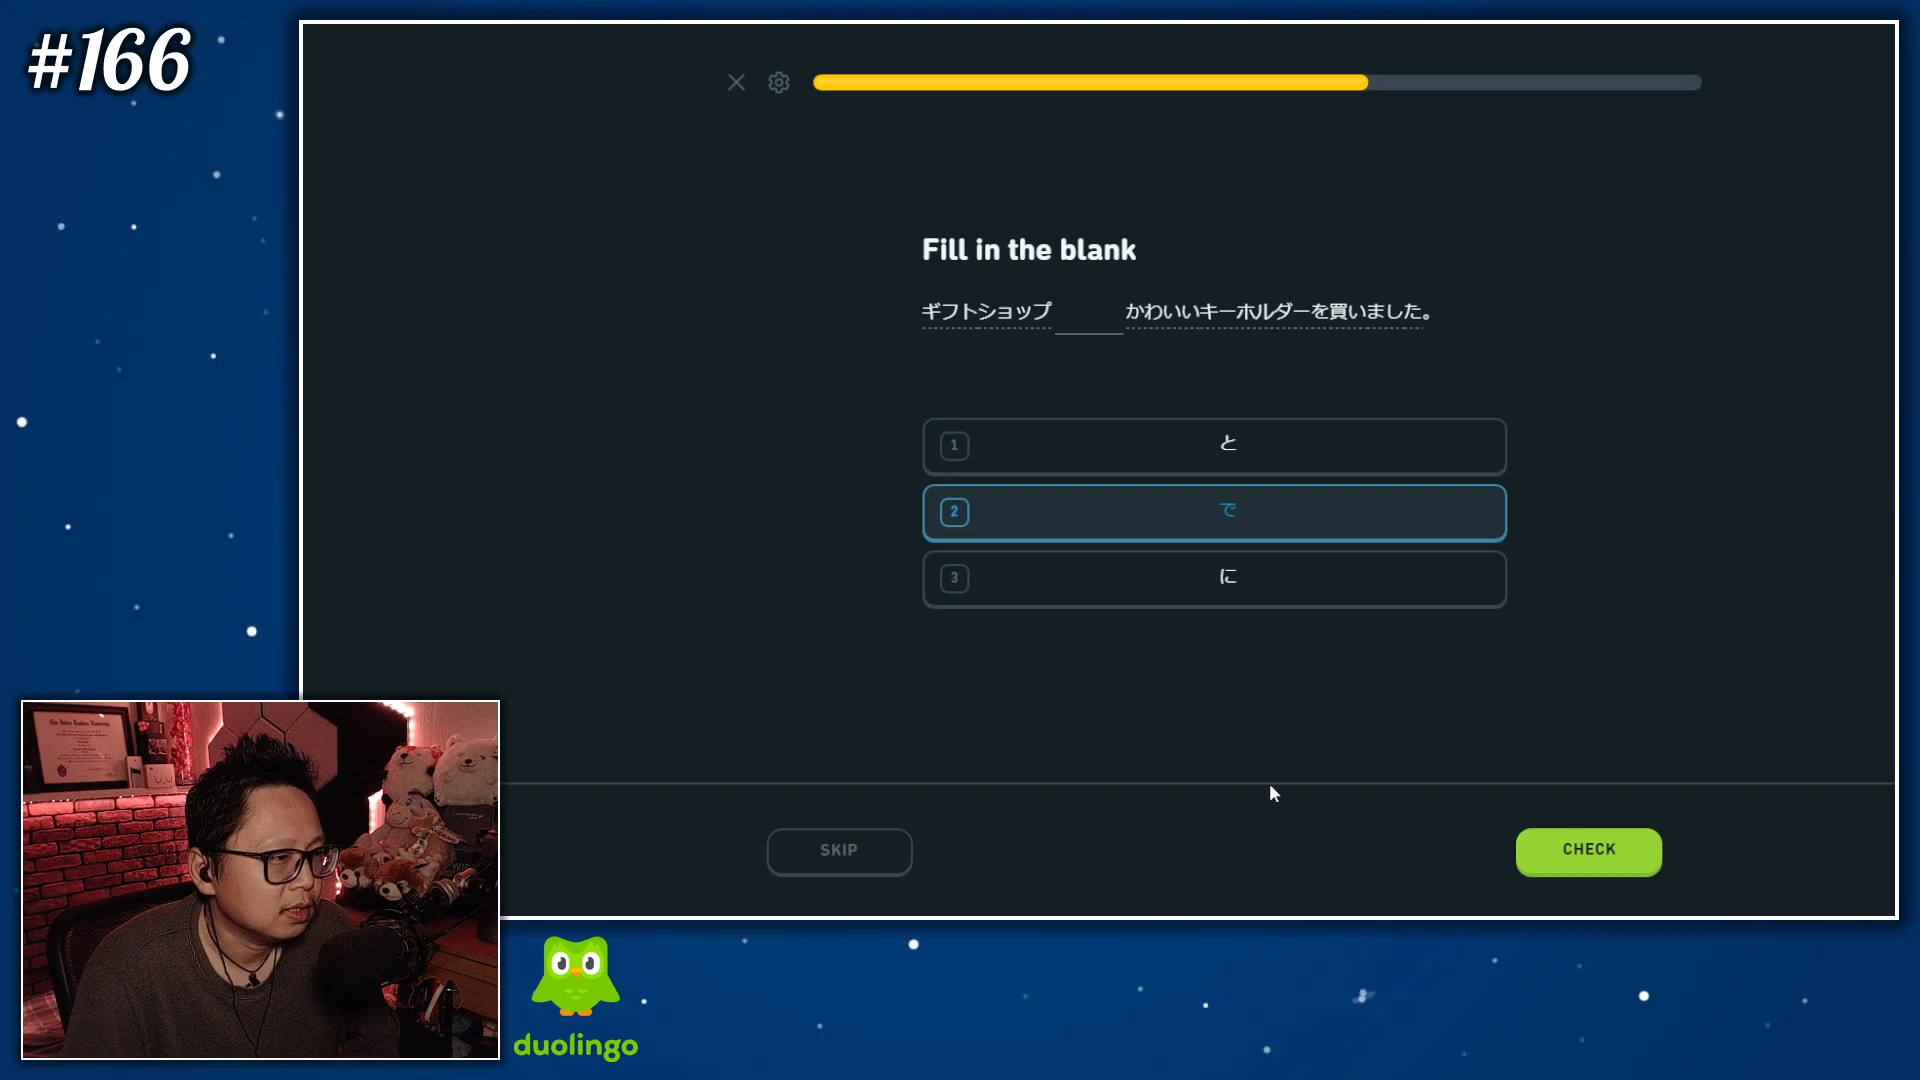 #166
Fill in the blank
ギフトショップ かわいいキーホルダーを買いました。
1 と
2 で
3 に
SKIP
CHECK
duolingo